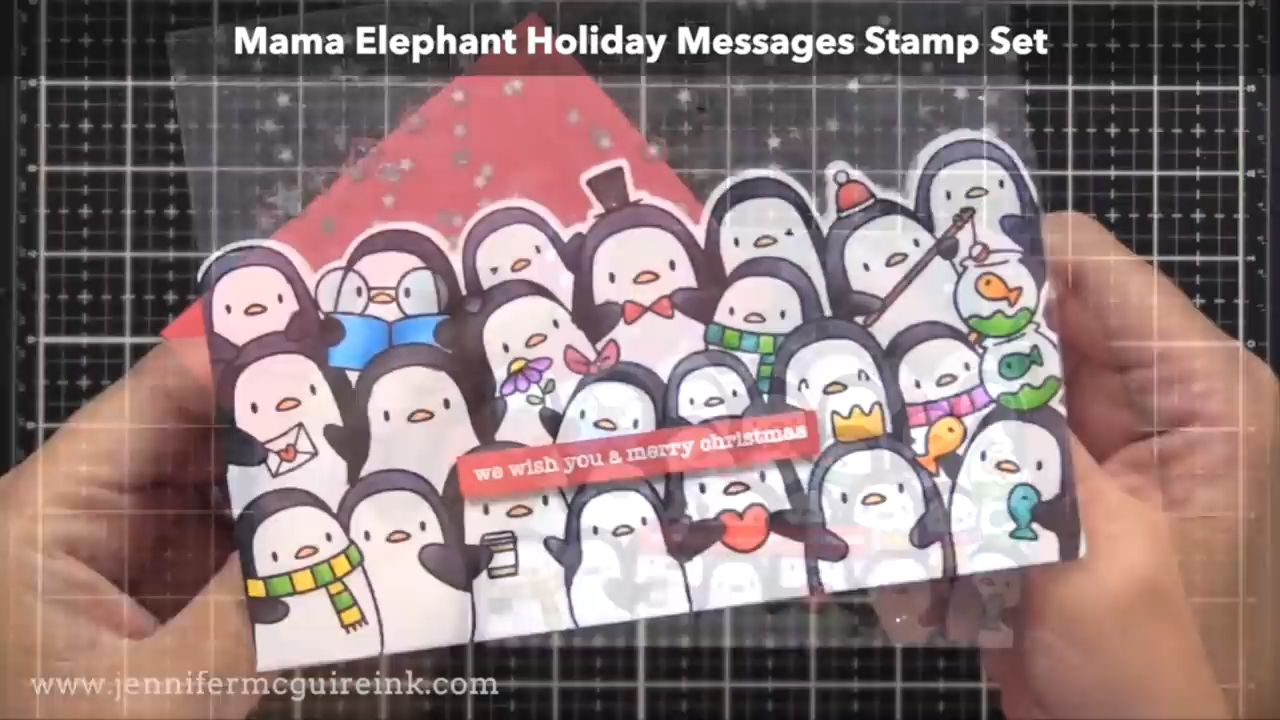 Mama Elephant Holiday Messages Stamp Set
we wish you a merry christmas
www.jennifermcguireink.com